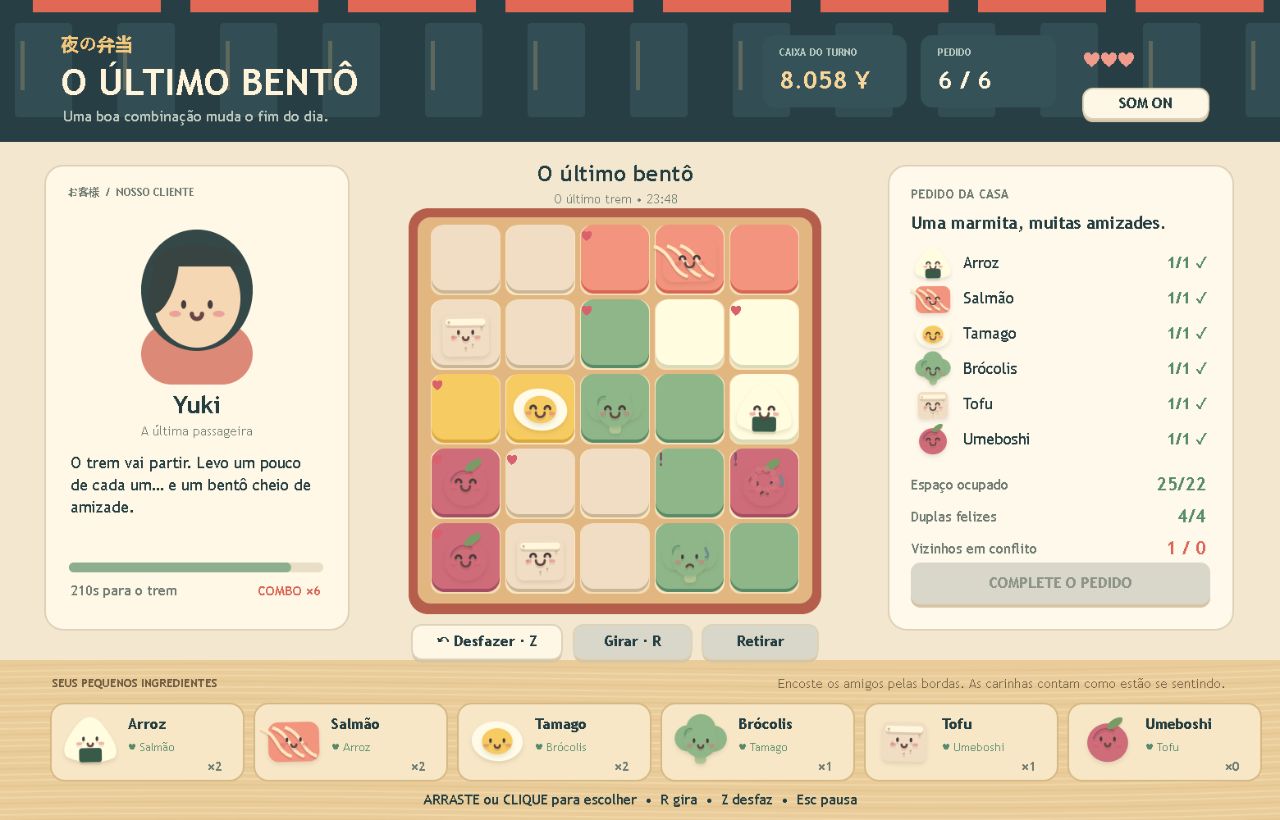 夜の弁当
O ÚLTIMO BENTÔ
Uma boa combinação muda o fim do dia.
CAIXA DO TURNO
8.058 ¥
PEDIDO
6 / 6
♥♥♥
SOM ON
お客様 / NOSSO CLIENTE
Yuki
A última passageira
O trem vai partir. Levo um pouco
de cada um... e um bentô cheio de
amizade.
210s para o trem
COMBO ×6
O último bentô
O último trem • 23:48
! !
↶ Desfazer · Z
Girar · R
Retirar
PEDIDO DA CASA
Uma marmita, muitas amizades.
Arroz 1/1 ✓
Salmão 1/1 ✓
Tamago 1/1 ✓
Brócolis 1/1 ✓
Tofu 1/1 ✓
Umeboshi 1/1 ✓
Espaço ocupado 25/22
Duplas felizes 4/4
Vizinhos em conflito 1 / 0
COMPLETE O PEDIDO
SEUS PEQUENOS INGREDIENTES
Encoste os amigos pelas bordas. As carinhas contam como estão se sentindo.
Arroz
♥ Salmão
×2
Salmão
♥ Arroz
×2
Tamago
♥ Brócolis
×2
Brócolis
♥ Tamago
×1
Tofu
♥ Umeboshi
×1
Umeboshi
♥ Tofu
×0
ARRASTE ou CLIQUE para escolher • R gira • Z desfaz • Esc pausa